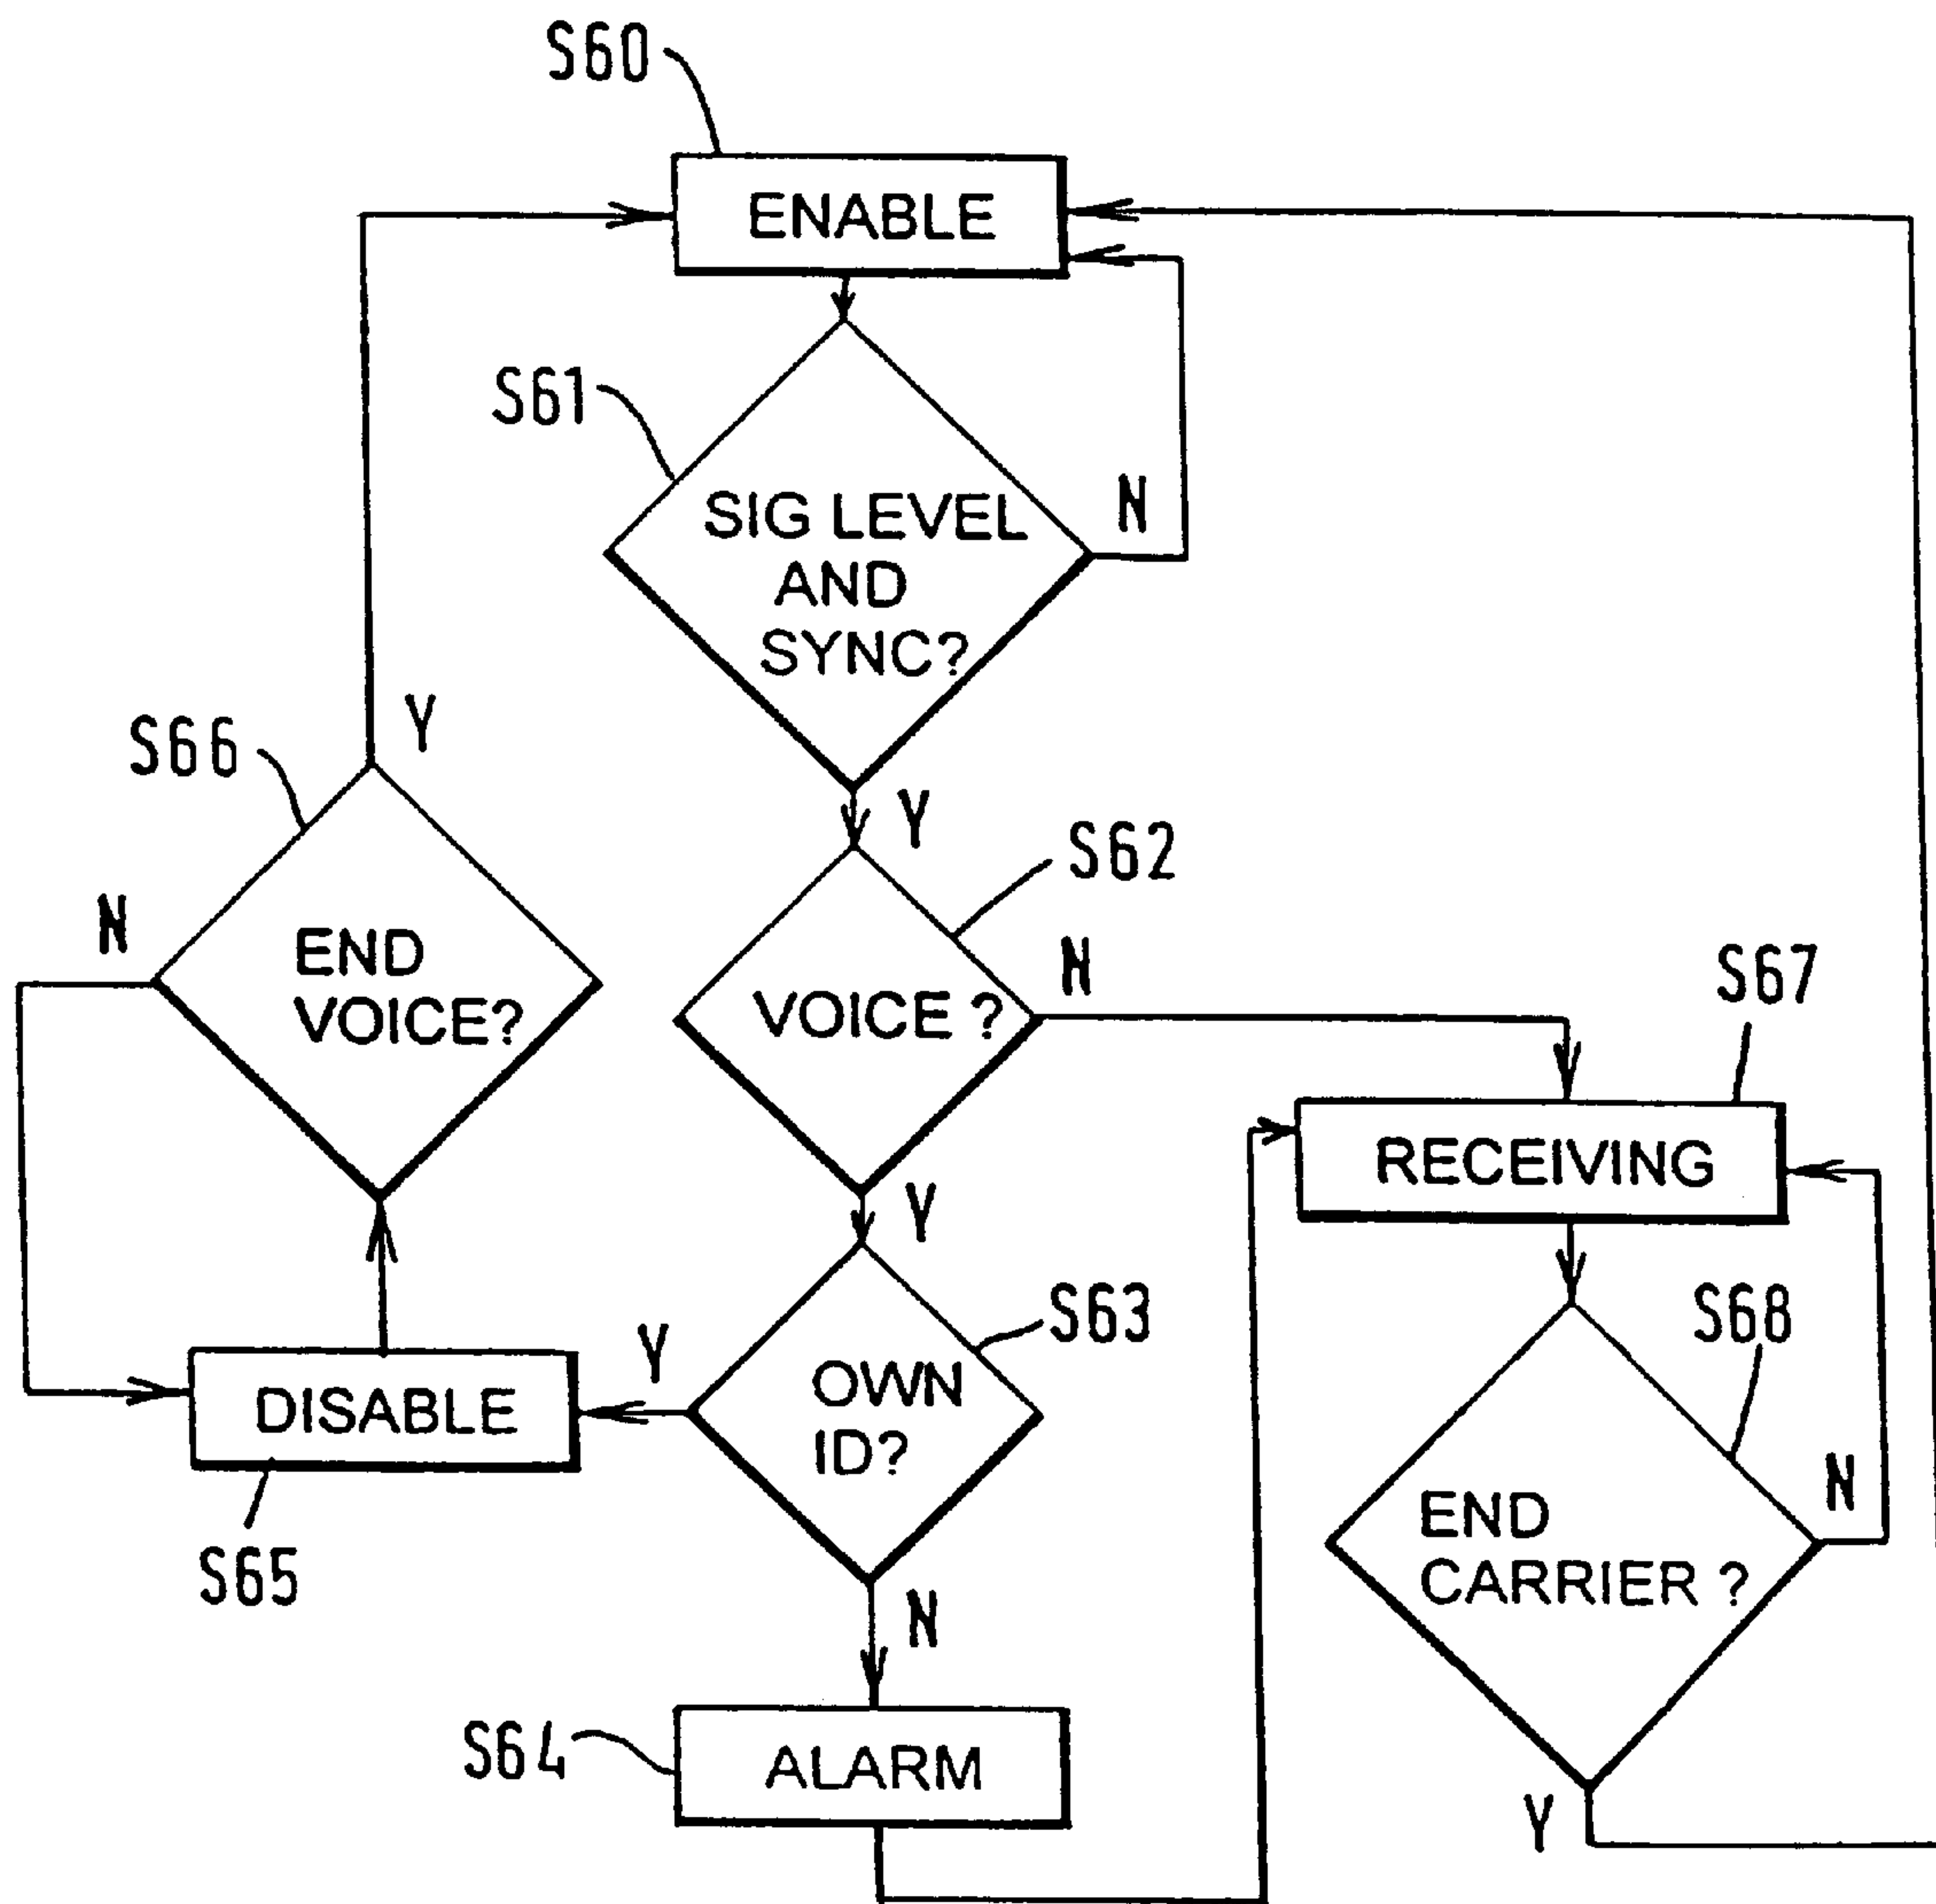 S60
ENABLE
S61
SIG LEVEL
AND
SYNC?
N
Y
S66
Y
N
END
VOICE?
S62
VOICE ?
N
Y
S67
RECEIVING
S63
OWN
ID?
Y
N
DISABLE
S65
S68
END
CARRIER ?
N
Y
S64
ALARM